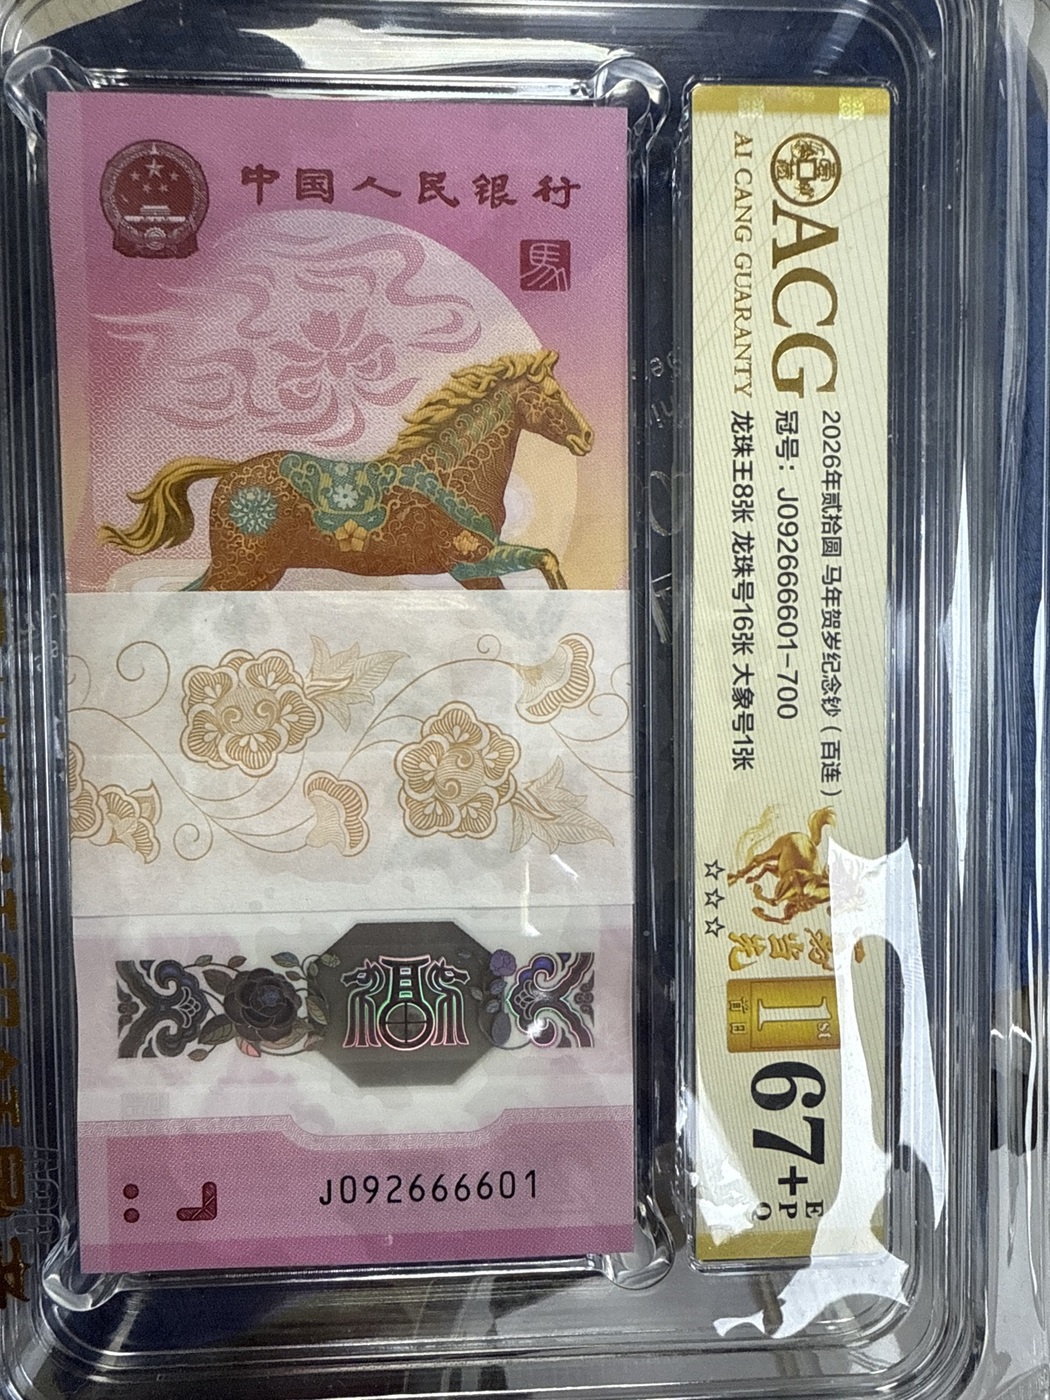 中国人民银行
馬
J092666601
ACG
AI CANG GUARANTY
2026年贰拾圆 马年贺岁纪念钞（百连）
冠号：J092666601-700
龙珠王8张 龙珠号16张 大象号1张
☆☆☆
1st
首日
67+
EPQ